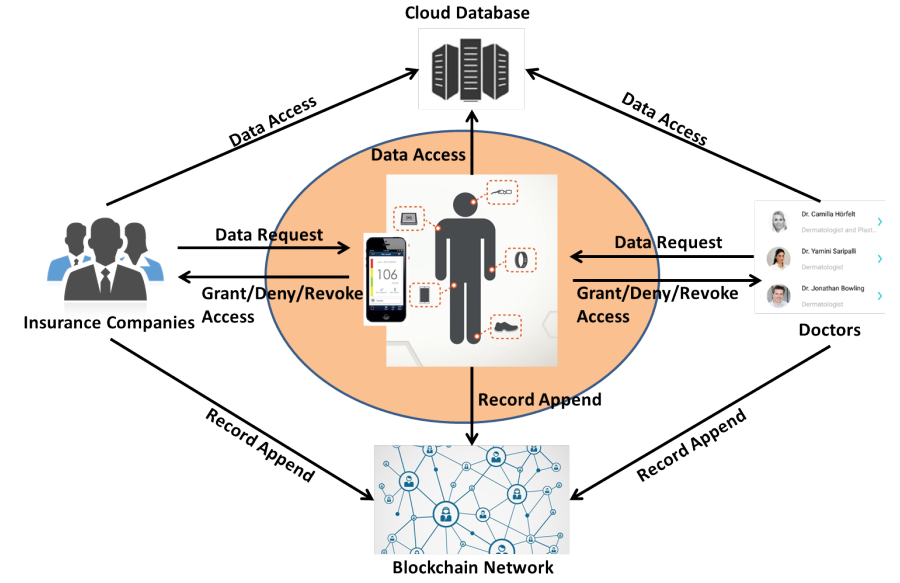 Cloud Database
Data Access
Data Access
Data Access
Dr. Camilla Hörfelt
Dermatologist and Plast...
Data Request
Data Request
Dr. Yamini Saripalli
Dermatologist
106
Grant/Deny/Revoke
Access
Grant/Deny/Revoke
Access
Dr. Jonathan Bowling
Dermatologist
Insurance Companies
Doctors
Record Append
Record Append
Record Append
Blockchain Network